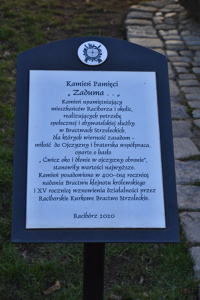 Kamień Pamięci
„Zaduma . . ."
Kamień upamiętniający
mieszkańców Raciborza i okolic,
realizujących potrzebę
społecznej i obywatelskiej służby
w Bractwach Strzeleckich,
dla których wierność zasadom -
miłość do Ojczyzny i braterska współpraca,
oparte o hasło
„Ćwicz oko i dłonie w ojczyzny obronie",
stanowiły wartości najwyższe.
Kamień posadowiono w 400-tną rocznicę
nadania Bractwu klejnotu królewskiego
i XV rocznicę wznowienia działalności przez
Raciborskie Kurkowe Bractwo Strzeleckie.
Racibórz 2020